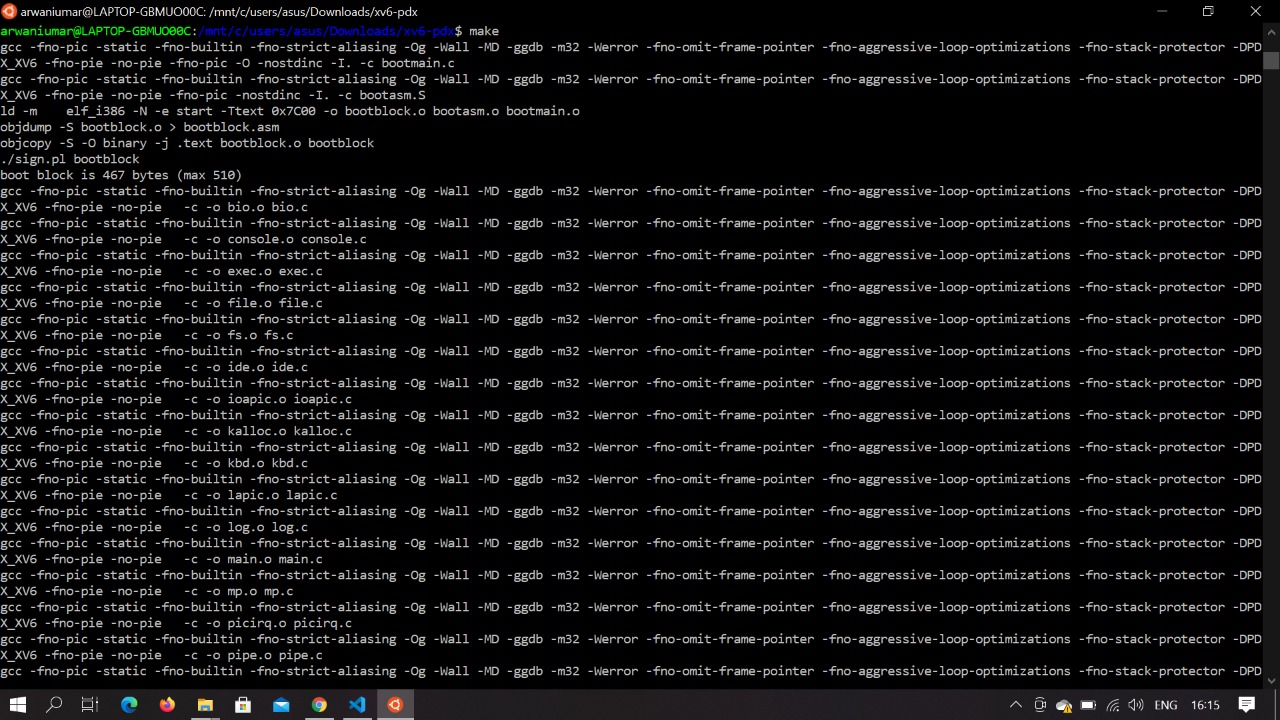 arwaniumar@LAPTOP-GBMUO00C: /mnt/c/users/asus/Downloads/xv6-pdx
arwaniumar@LAPTOP-GBMUO00C:/mnt/c/users/asus/Downloads/xv6-pdx$ make
gcc -fno-pic -static -fno-builtin -fno-strict-aliasing -Og -Wall -MD -ggdb -m32 -Werror -fno-omit-frame-pointer -fno-aggressive-loop-optimizations -fno-stack-protector -DPD
X_XV6 -fno-pie -no-pie -fno-pic -O -nostdinc -I. -c bootmain.c
gcc -fno-pic -static -fno-builtin -fno-strict-aliasing -Og -Wall -MD -ggdb -m32 -Werror -fno-omit-frame-pointer -fno-aggressive-loop-optimizations -fno-stack-protector -DPD
X_XV6 -fno-pie -no-pie -fno-pic -nostdinc -I. -c bootasm.S
ld -m    elf_i386 -N -e start -Ttext 0x7C00 -o bootblock.o bootasm.o bootmain.o
objdump -S bootblock.o > bootblock.asm
objcopy -S -O binary -j .text bootblock.o bootblock
./sign.pl bootblock
boot block is 467 bytes (max 510)
gcc -fno-pic -static -fno-builtin -fno-strict-aliasing -Og -Wall -MD -ggdb -m32 -Werror -fno-omit-frame-pointer -fno-aggressive-loop-optimizations -fno-stack-protector -DPD
X_XV6 -fno-pie -no-pie   -c -o bio.o bio.c
gcc -fno-pic -static -fno-builtin -fno-strict-aliasing -Og -Wall -MD -ggdb -m32 -Werror -fno-omit-frame-pointer -fno-aggressive-loop-optimizations -fno-stack-protector -DPD
X_XV6 -fno-pie -no-pie   -c -o console.o console.c
gcc -fno-pic -static -fno-builtin -fno-strict-aliasing -Og -Wall -MD -ggdb -m32 -Werror -fno-omit-frame-pointer -fno-aggressive-loop-optimizations -fno-stack-protector -DPD
X_XV6 -fno-pie -no-pie   -c -o exec.o exec.c
gcc -fno-pic -static -fno-builtin -fno-strict-aliasing -Og -Wall -MD -ggdb -m32 -Werror -fno-omit-frame-pointer -fno-aggressive-loop-optimizations -fno-stack-protector -DPD
X_XV6 -fno-pie -no-pie   -c -o file.o file.c
gcc -fno-pic -static -fno-builtin -fno-strict-aliasing -Og -Wall -MD -ggdb -m32 -Werror -fno-omit-frame-pointer -fno-aggressive-loop-optimizations -fno-stack-protector -DPD
X_XV6 -fno-pie -no-pie   -c -o fs.o fs.c
gcc -fno-pic -static -fno-builtin -fno-strict-aliasing -Og -Wall -MD -ggdb -m32 -Werror -fno-omit-frame-pointer -fno-aggressive-loop-optimizations -fno-stack-protector -DPD
X_XV6 -fno-pie -no-pie   -c -o ide.o ide.c
gcc -fno-pic -static -fno-builtin -fno-strict-aliasing -Og -Wall -MD -ggdb -m32 -Werror -fno-omit-frame-pointer -fno-aggressive-loop-optimizations -fno-stack-protector -DPD
X_XV6 -fno-pie -no-pie   -c -o ioapic.o ioapic.c
gcc -fno-pic -static -fno-builtin -fno-strict-aliasing -Og -Wall -MD -ggdb -m32 -Werror -fno-omit-frame-pointer -fno-aggressive-loop-optimizations -fno-stack-protector -DPD
X_XV6 -fno-pie -no-pie   -c -o kalloc.o kalloc.c
gcc -fno-pic -static -fno-builtin -fno-strict-aliasing -Og -Wall -MD -ggdb -m32 -Werror -fno-omit-frame-pointer -fno-aggressive-loop-optimizations -fno-stack-protector -DPD
X_XV6 -fno-pie -no-pie   -c -o kbd.o kbd.c
gcc -fno-pic -static -fno-builtin -fno-strict-aliasing -Og -Wall -MD -ggdb -m32 -Werror -fno-omit-frame-pointer -fno-aggressive-loop-optimizations -fno-stack-protector -DPD
X_XV6 -fno-pie -no-pie   -c -o lapic.o lapic.c
gcc -fno-pic -static -fno-builtin -fno-strict-aliasing -Og -Wall -MD -ggdb -m32 -Werror -fno-omit-frame-pointer -fno-aggressive-loop-optimizations -fno-stack-protector -DPD
X_XV6 -fno-pie -no-pie   -c -o log.o log.c
gcc -fno-pic -static -fno-builtin -fno-strict-aliasing -Og -Wall -MD -ggdb -m32 -Werror -fno-omit-frame-pointer -fno-aggressive-loop-optimizations -fno-stack-protector -DPD
X_XV6 -fno-pie -no-pie   -c -o main.o main.c
gcc -fno-pic -static -fno-builtin -fno-strict-aliasing -Og -Wall -MD -ggdb -m32 -Werror -fno-omit-frame-pointer -fno-aggressive-loop-optimizations -fno-stack-protector -DPD
X_XV6 -fno-pie -no-pie   -c -o mp.o mp.c
gcc -fno-pic -static -fno-builtin -fno-strict-aliasing -Og -Wall -MD -ggdb -m32 -Werror -fno-omit-frame-pointer -fno-aggressive-loop-optimizations -fno-stack-protector -DPD
X_XV6 -fno-pie -no-pie   -c -o picirq.o picirq.c
gcc -fno-pic -static -fno-builtin -fno-strict-aliasing -Og -Wall -MD -ggdb -m32 -Werror -fno-omit-frame-pointer -fno-aggressive-loop-optimizations -fno-stack-protector -DPD
X_XV6 -fno-pie -no-pie   -c -o pipe.o pipe.c
gcc -fno-pic -static -fno-builtin -fno-strict-aliasing -Og -Wall -MD -ggdb -m32 -Werror -fno-omit-frame-pointer -fno-aggressive-loop-optimizations -fno-stack-protector -DPD
ENG 16:15